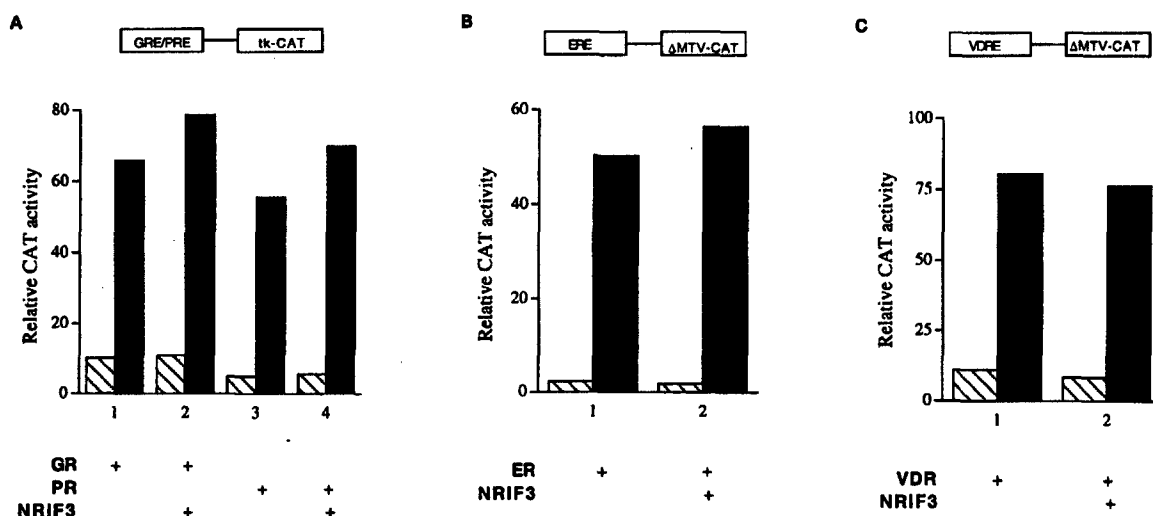 A
GRE/PRE tk-CAT
Relative CAT activity
80
60
40
20
0
1 2 3 4
GR + +
PR + +
NRIF3 + +
B
ERE ΔMTV-CAT
Relative CAT activity
60
40
20
0
1 2
ER + +
NRIF3 +
C
VDRE ΔMTV-CAT
Relative CAT activity
100
75
50
25
0
1 2
VDR + +
NRIF3 +